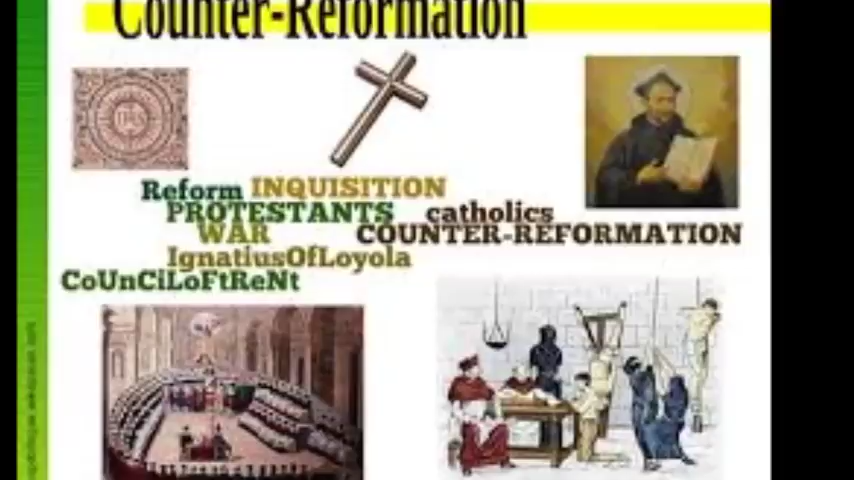 Counter-Reformation
IHS
Reform INQUISITION
PROTESTANTS catholics
WAR COUNTER-REFORMATION
IgnatiusOfLoyola
CoUnCiLoFtReNt